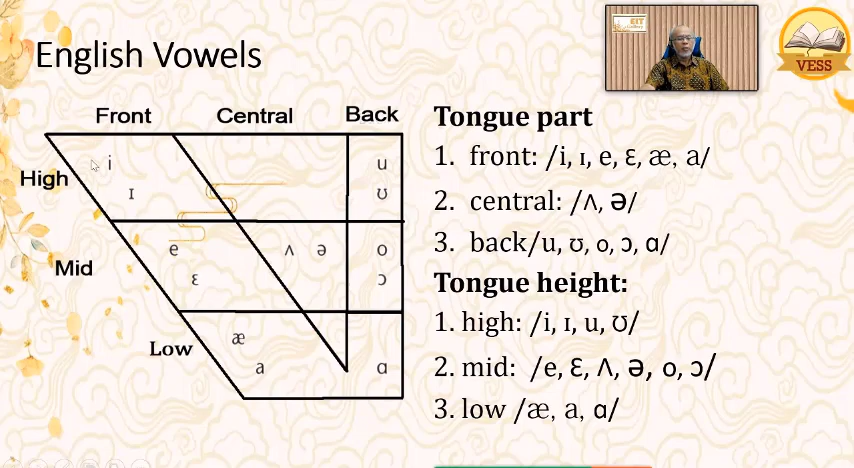 English Vowels
EIT
VESS
Front Central Back
High
i u
ɪ ʊ
Mid
e ʌ ə o
ɛ ɔ
Low
æ
a ɑ
Tongue part
1. front: /i, ɪ, e, ɛ, æ, a/
2. central: /ʌ, ə/
3. back/u, ʊ, o, ɔ, ɑ/
Tongue height:
1. high: /i, ɪ, u, ʊ/
2. mid: /e, ɛ, ʌ, ə, o, ɔ/
3. low /æ, a, ɑ/